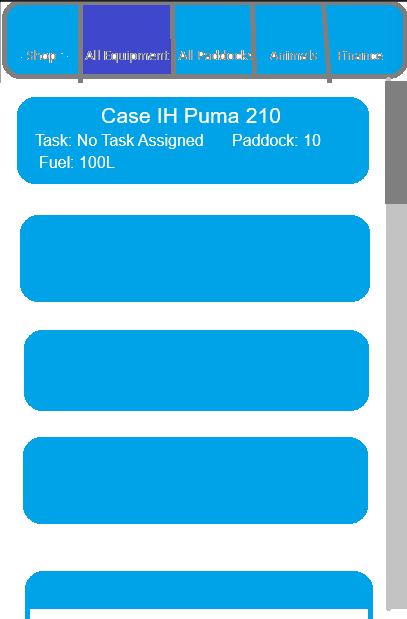 Shop
All Equipment
All Paddocks
Animals
Finance
Case IH Puma 210
Task: No Task Assigned Paddock: 10
Fuel: 100L